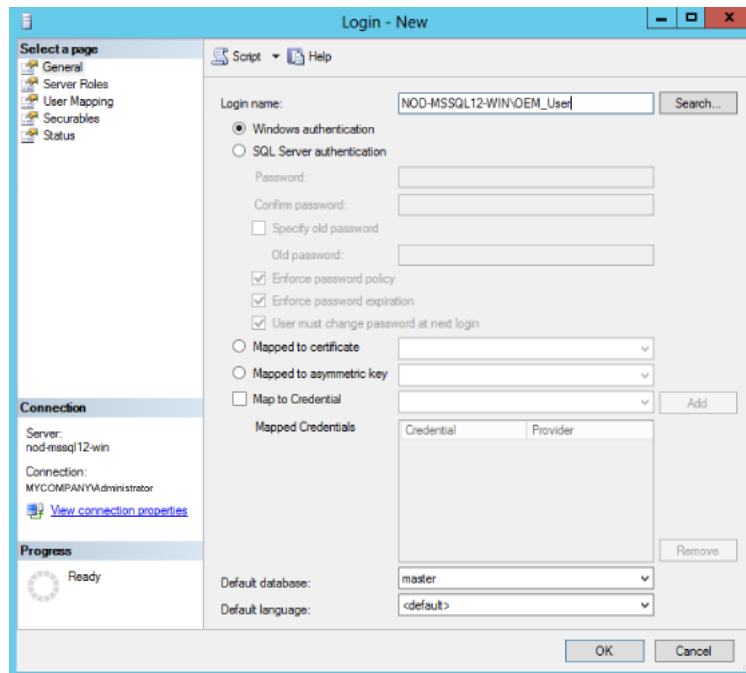 Login - New
Select a page
General
Server Roles
User Mapping
Securables
Status
Script Help
Login name: NOD-MSSQL12-WIN\OEM_User Search...
Windows authentication
SQL Server authentication
Password:
Confirm password:
Specify old password
Old password:
Enforce password policy
Enforce password expiration
User must change password at next login
Mapped to certificate
Mapped to asymmetric key
Map to Credential Add
Mapped Credentials Credential Provider
Remove
Default database: master
Default language: <default>
Connection
Server:
nod-mssql12-win
Connection:
MYCOMPANY\Administrator
View connection properties
Progress
Ready
OK Cancel